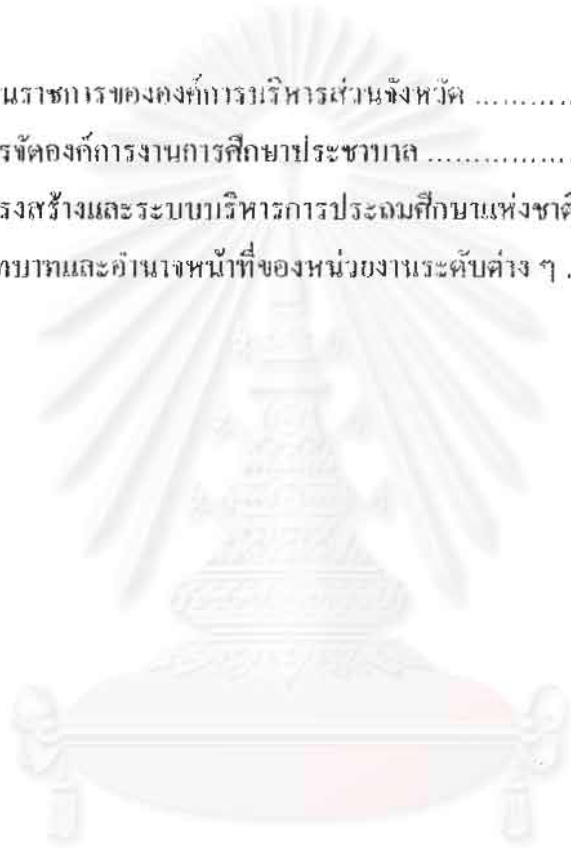 นราชการขององค์การบริหารส่วนจังหวัด ............
รจัดองค์การงานการศึกษาประชาบาล ................
รงสร้างและระบบบริหารการประถมศึกษาแห่งชาติ
ทบาทและอำนาจหน้าที่ของหน่วยงานระดับต่าง ๆ .